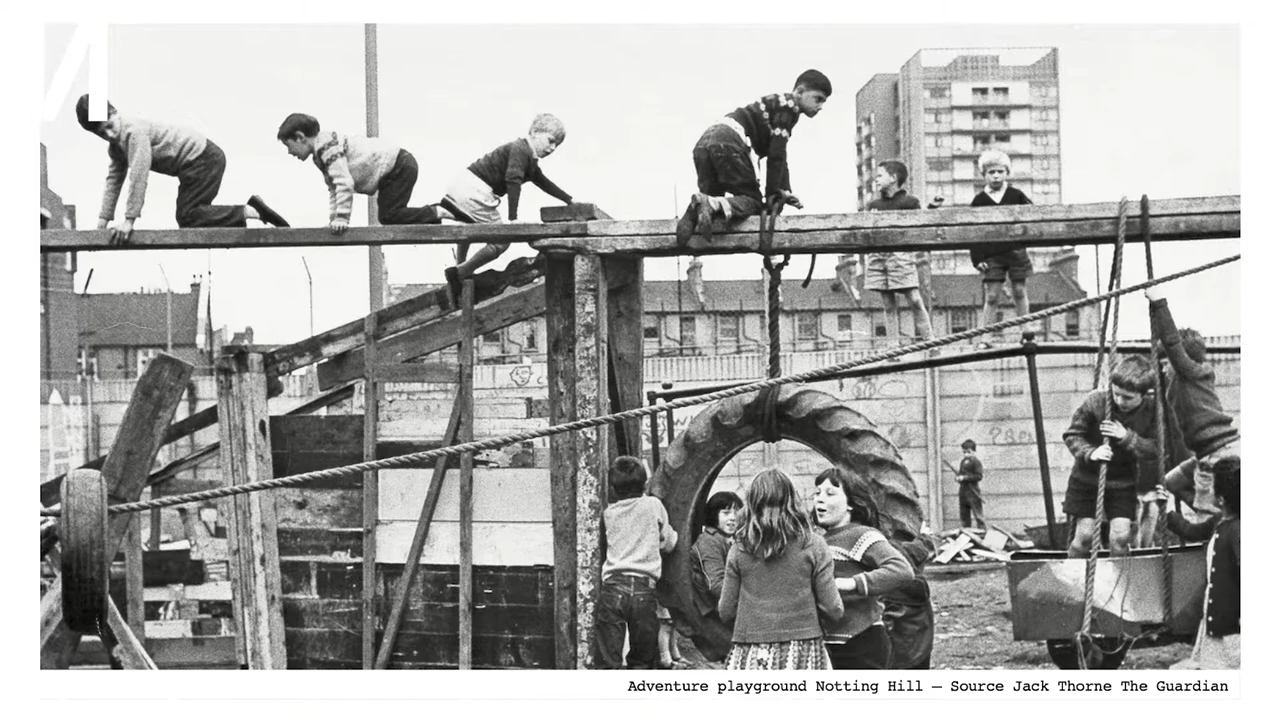 Adventure playground Notting Hill — Source Jack Thorne The Guardian